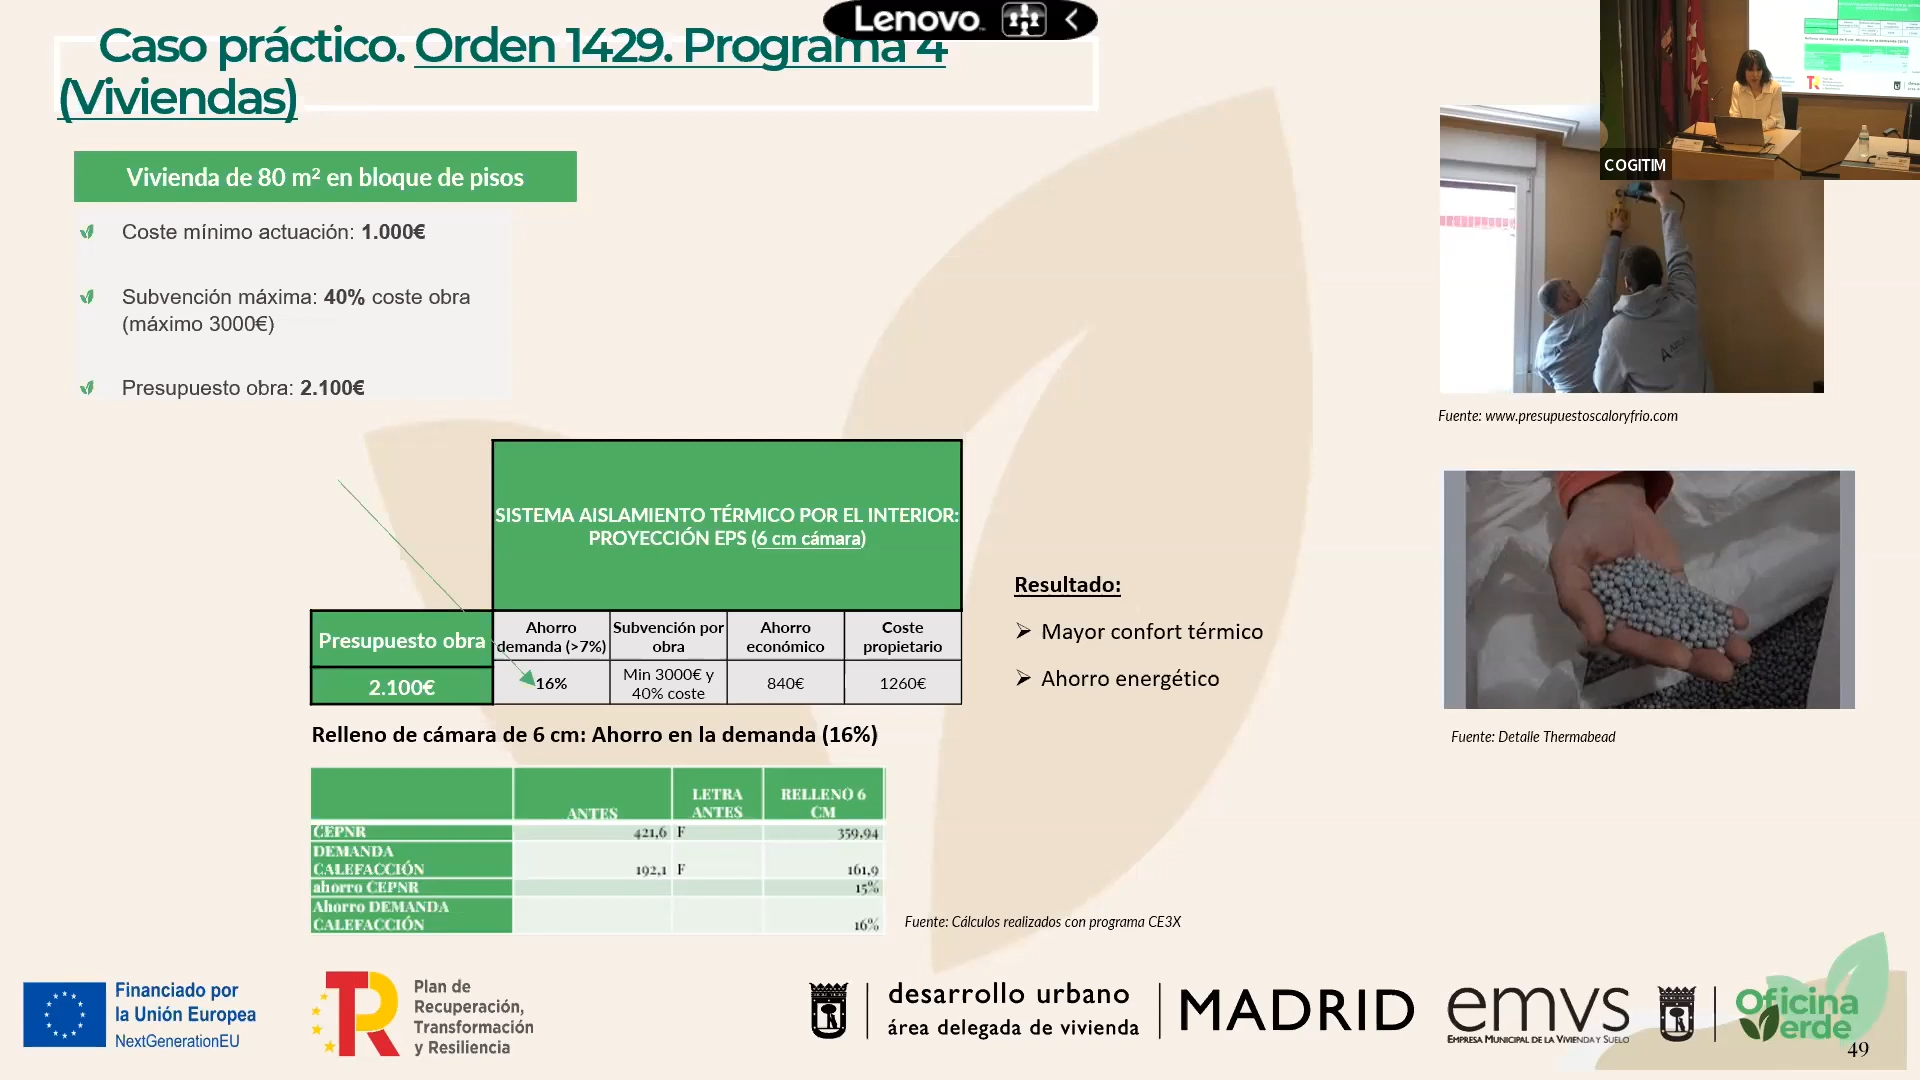 Lenovo
Caso práctico. Orden 1429. Programa 4
(Viviendas)
COGITIM
Vivienda de 80 m² en bloque de pisos
Coste mínimo actuación: 1.000€
Subvención máxima: 40% coste obra
(máximo 3000€)
Presupuesto obra: 2.100€
Fuente: www.presupuestoscaloryfrio.com
SISTEMA AISLAMIENTO TÉRMICO POR EL INTERIOR:
PROYECCIÓN EPS (6 cm cámara)
Presupuesto obra
Ahorro
demanda (>7%)
Subvención por
obra
Ahorro
económico
Coste
propietario
2.100€
16%
Min 3000€ y
40% coste
840€
1260€
Resultado:
Mayor confort térmico
Ahorro energético
Fuente: Detalle Thermabead
Relleno de cámara de 6 cm: Ahorro en la demanda (16%)
ANTES
LETRA
ANTES
RELLENO 6
CM
CEPNR
421,6
F
359,94
DEMANDA
CALEFACCIÓN
192,1
F
161,9
ahorro CEPNR
15%
Ahorro DEMANDA
CALEFACCIÓN
16%
Fuente: Cálculos realizados con programa CE3X
Financiado por
la Unión Europea
NextGenerationEU
Plan de
Recuperación,
Transformación
y Resiliencia
desarrollo urbano
área delegada de vivienda
MADRID
emvs
EMPRESA MUNICIPAL DE LA VIVIENDA Y SUELO
Oficina
Verde
49